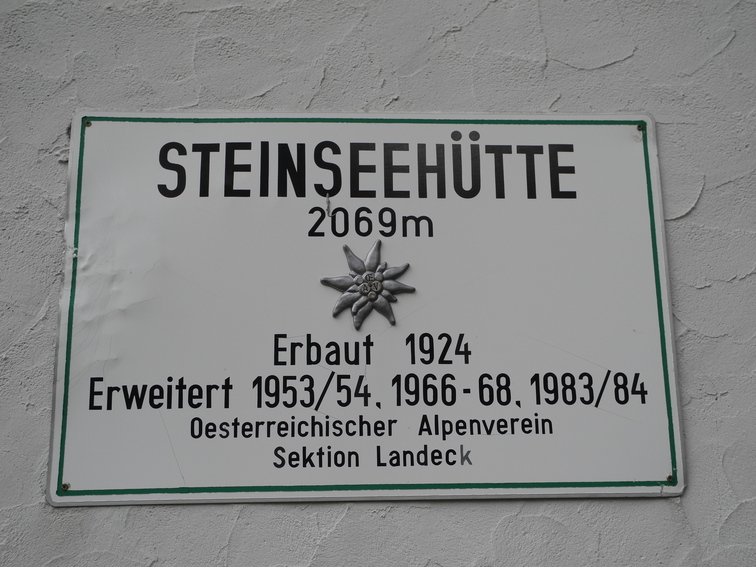 STEINSEEHÜTTE
2069m
Erbaut 1924
Erweitert 1953/54, 1966-68, 1983/84
Oesterreichischer Alpenverein
Sektion Landeck